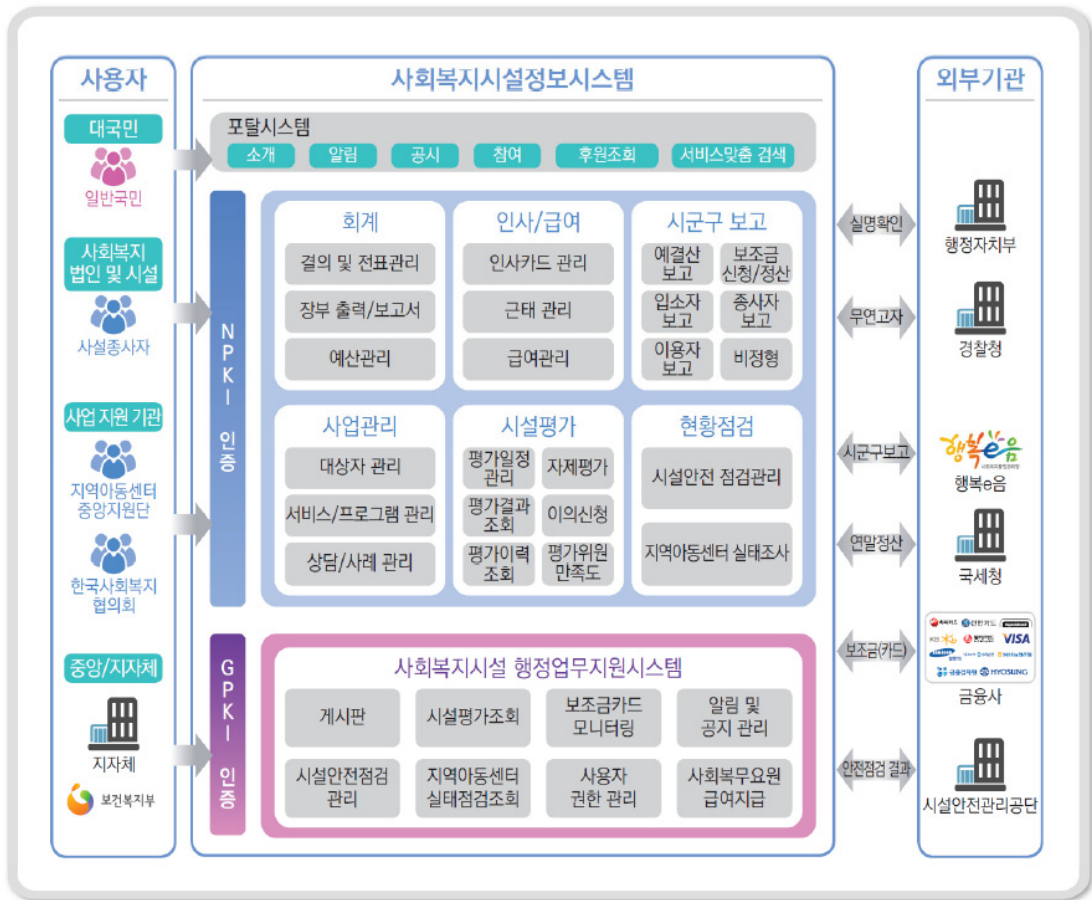 사용자
대국민
일반국민
사회복지
법인 및 시설
사설종사자
사업 지원 기관
지역아동센터
중앙지원단
한국사회복지
협의회
중앙/지자체
지자체
보건복지부
사회복지시설정보시스템
포탈시스템
소개
알림
공시
참여
후원조회
서비스맞춤 검색
NPKI 인증
회계
결의 및 전표관리
장부 출력/보고서
예산관리
인사/급여
인사카드 관리
근태 관리
급여관리
시군구 보고
예결산
보고
보조금
신청/정산
입소자
보고
종사자
보고
이용자
보고
비정형
사업관리
대상자 관리
서비스/프로그램 관리
상담/사례 관리
시설평가
평가일정
관리
자제평가
평가결과
조회
이의신청
평가이력
조회
평가위원
만족도
현황점검
시설안전 점검관리
지역아동센터 실태조사
GPKI 인증
사회복지시설 행정업무지원시스템
게시판
시설평가조회
보조금카드
모니터링
알림 및
공지 관리
시설안전점검
관리
지역아동센터
실태점검조회
사용자
권한 관리
사회복무요원
급여지급
실명확인
무연고자
시군구보고
연말정산
보조금(카드)
안전점검 결과
외부기관
행정자치부
경찰청
행복e음
행복e음
국세청
VISA
HYOSUNG
금융사
시설안전관리공단